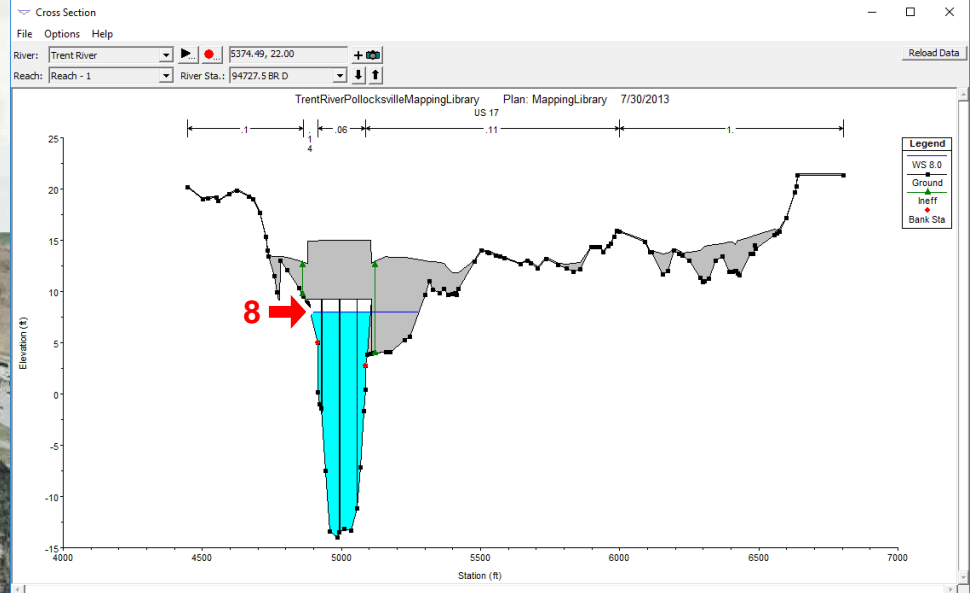 Cross Section
File Options Help
River: Trent River 5374.49, 22.00 Reload Data
Reach: Reach - 1 River Sta.: 94727.5 BR D
TrentRiverPollocksvilleMappingLibrary Plan: MappingLibrary 7/30/2013
US 17
.1 .14 .06 .11 1.
Legend
WS 8.0
Ground
Ineff
Bank Sta
25
20
15
10
5
0
-5
-10
-15
Elevation (ft)
8
4000 4500 5000 5500 6000 6500 7000
Station (ft)